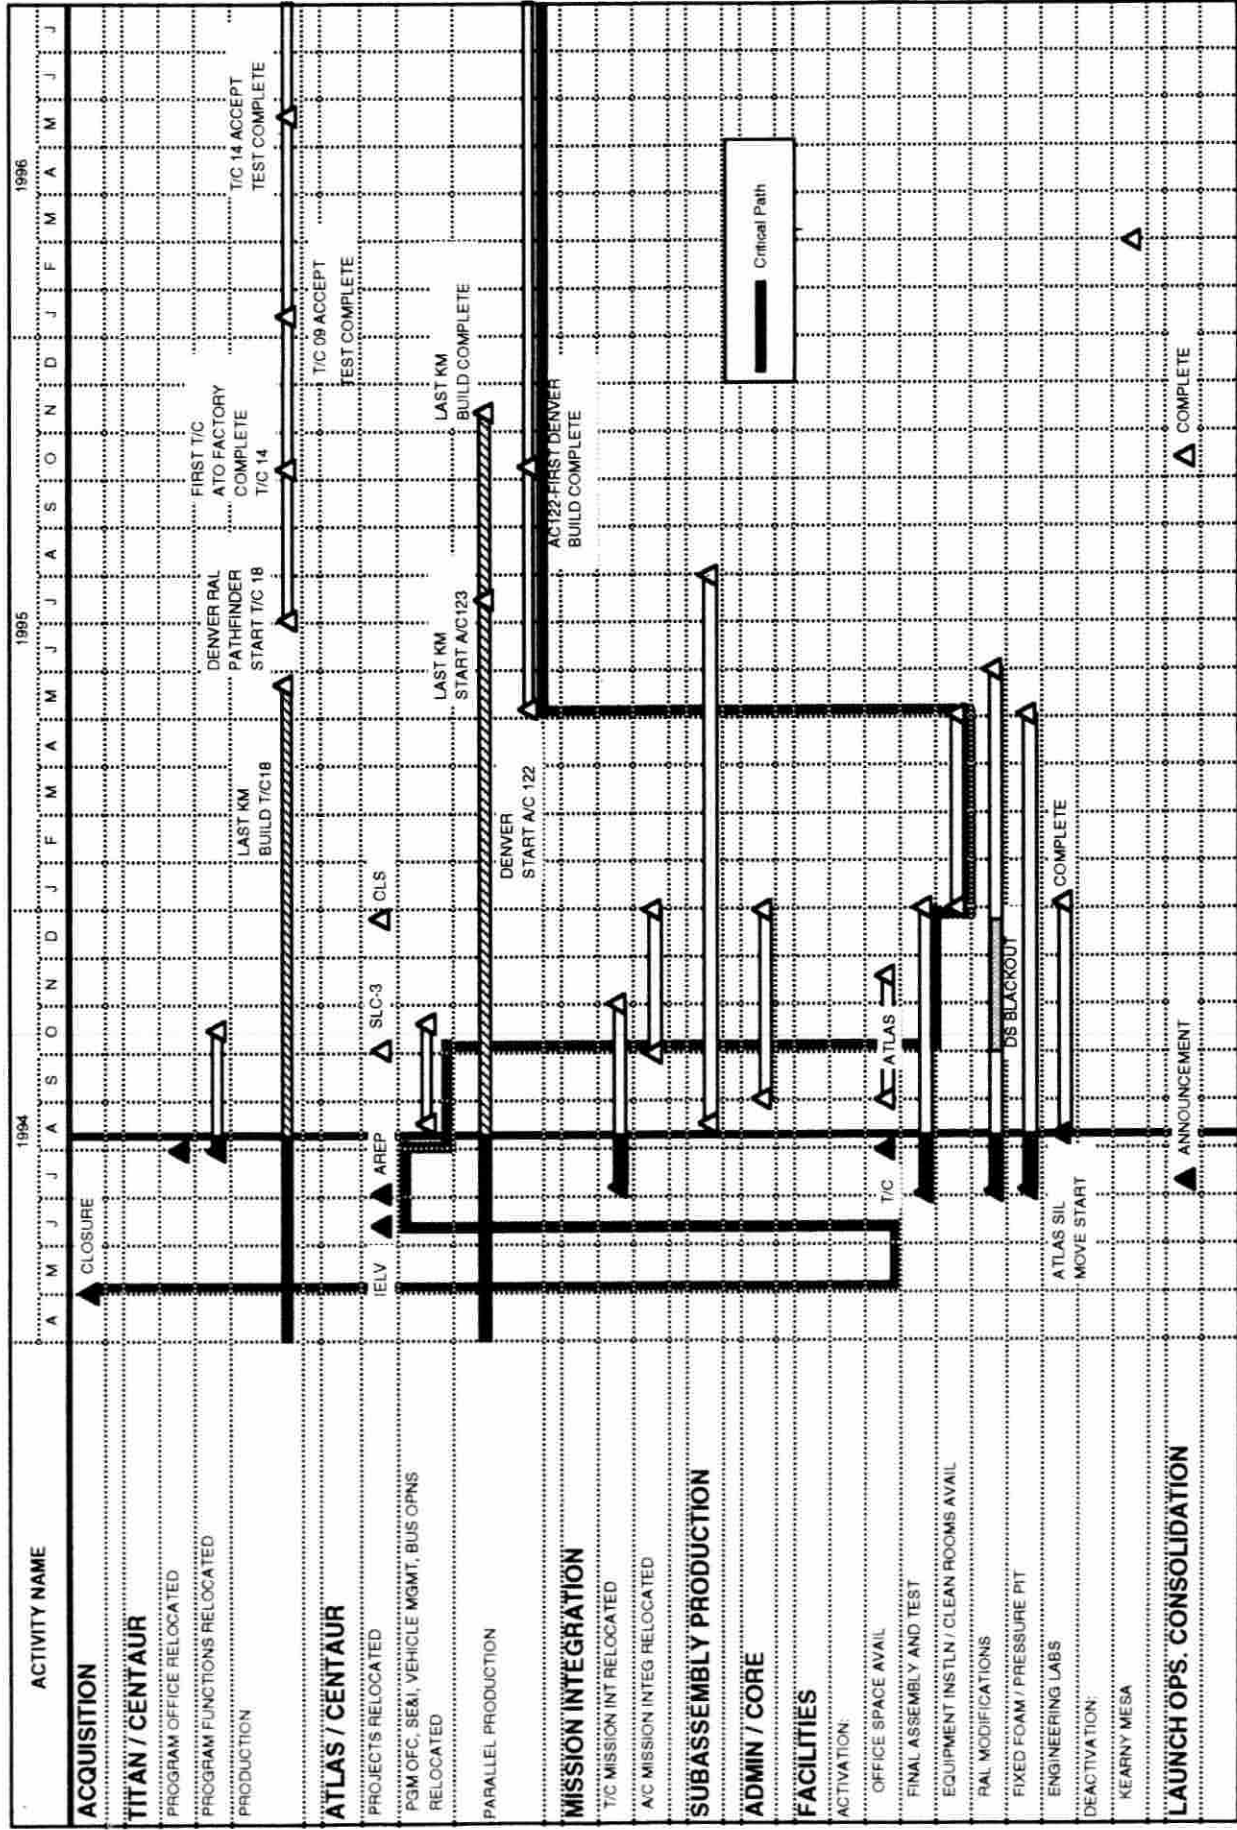 ACTIVITY NAME
1994
1995
1996
A M J J A S O N D J F M A M J J A S O N D J F M A M J J
ACQUISITION
CLOSURE
TITAN / CENTAUR
PROGRAM OFFICE RELOCATED
PROGRAM FUNCTIONS RELOCATED
PRODUCTION
LAST KM
BUILD T/C18
DENVER RAL
PATHFINDER
START T/C 18
FIRST T/C
ATO FACTORY
COMPLETE
T/C 14
T/C 14 ACCEPT
TEST COMPLETE
T/C 09 ACCEPT
TEST COMPLETE
ATLAS / CENTAUR
PROJECTS RELOCATED
IELV
AREP
SLC-3
CLS
PGM OFC, SE&I, VEHICLE MGMT, BUS OPNS
RELOCATED
LAST KM
START A/C123
LAST KM
BUILD COMPLETE
PARALLEL PRODUCTION
DENVER
START A/C 122
AC122-FIRST DENVER
BUILD COMPLETE
MISSION INTEGRATION
T/C MISSION INT RELOCATED
A/C MISSION INTEG RELOCATED
SUBASSEMBLY PRODUCTION
ADMIN / CORE
Critical Path
FACILITIES
ACTIVATION:
OFFICE SPACE AVAIL
T/C
ATLAS
FINAL ASSEMBLY AND TEST
EQUIPMENT INSTLN / CLEAN ROOMS AVAIL
RAL MODIFICATIONS
DS BLACKOUT
FIXED FOAM / PRESSURE PIT
ENGINEERING LABS
ATLAS SIL
MOVE START
COMPLETE
DEACTIVATION:
KEARNY MESA
LAUNCH OPS. CONSOLIDATION
ANNOUNCEMENT
COMPLETE